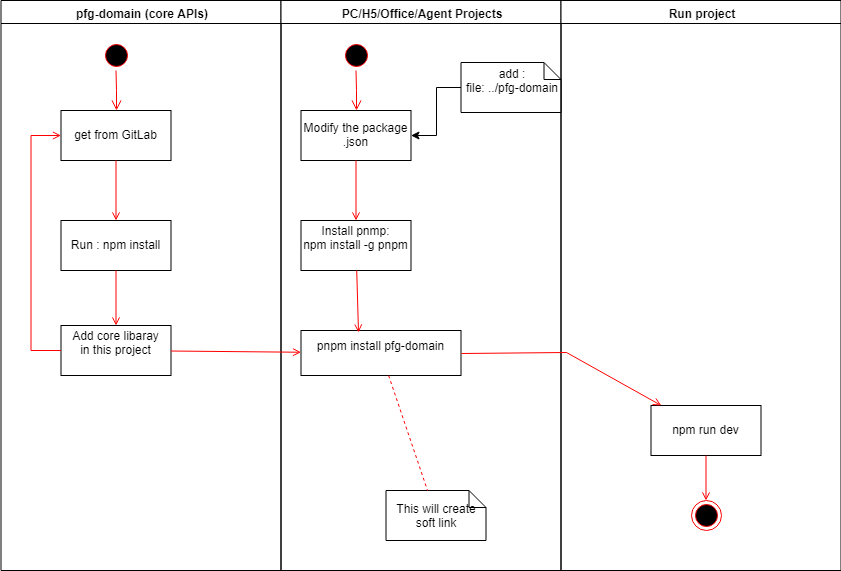 pfg-domain (core APIs)
PC/H5/Office/Agent Projects
Run project
get from GitLab
Run : npm install
Add core libaray
in this project
Modify the package
.json
add :
file: ../pfg-domain
Install pnmp:
npm install -g pnpm
pnpm install pfg-domain
This will create
soft link
npm run dev